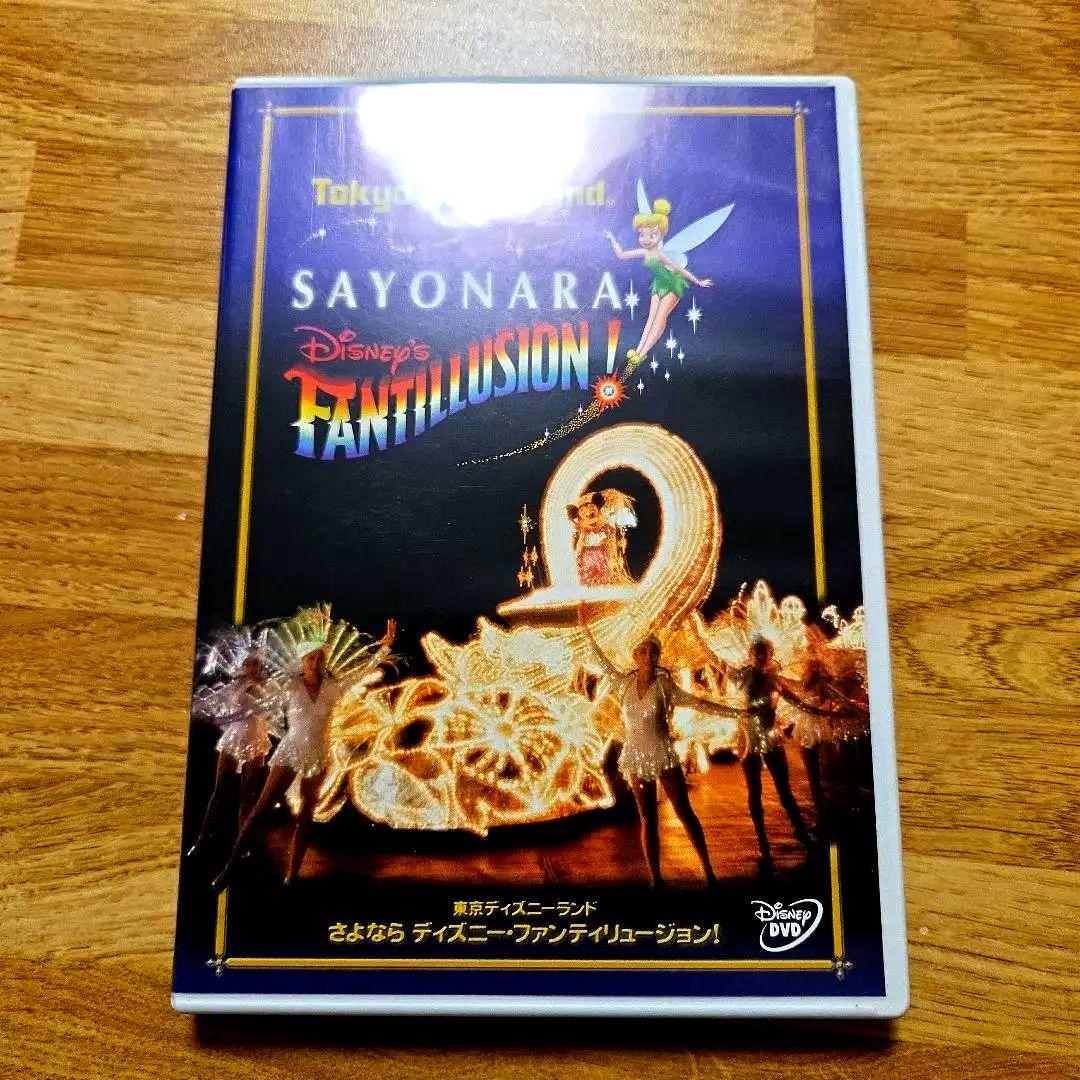 Tokyo
SAYONARA
Disney's
FANTILLUSION!
東京ディズニーランド
さよなら ディズニー・ファンティリュージョン!
Disney
DVD